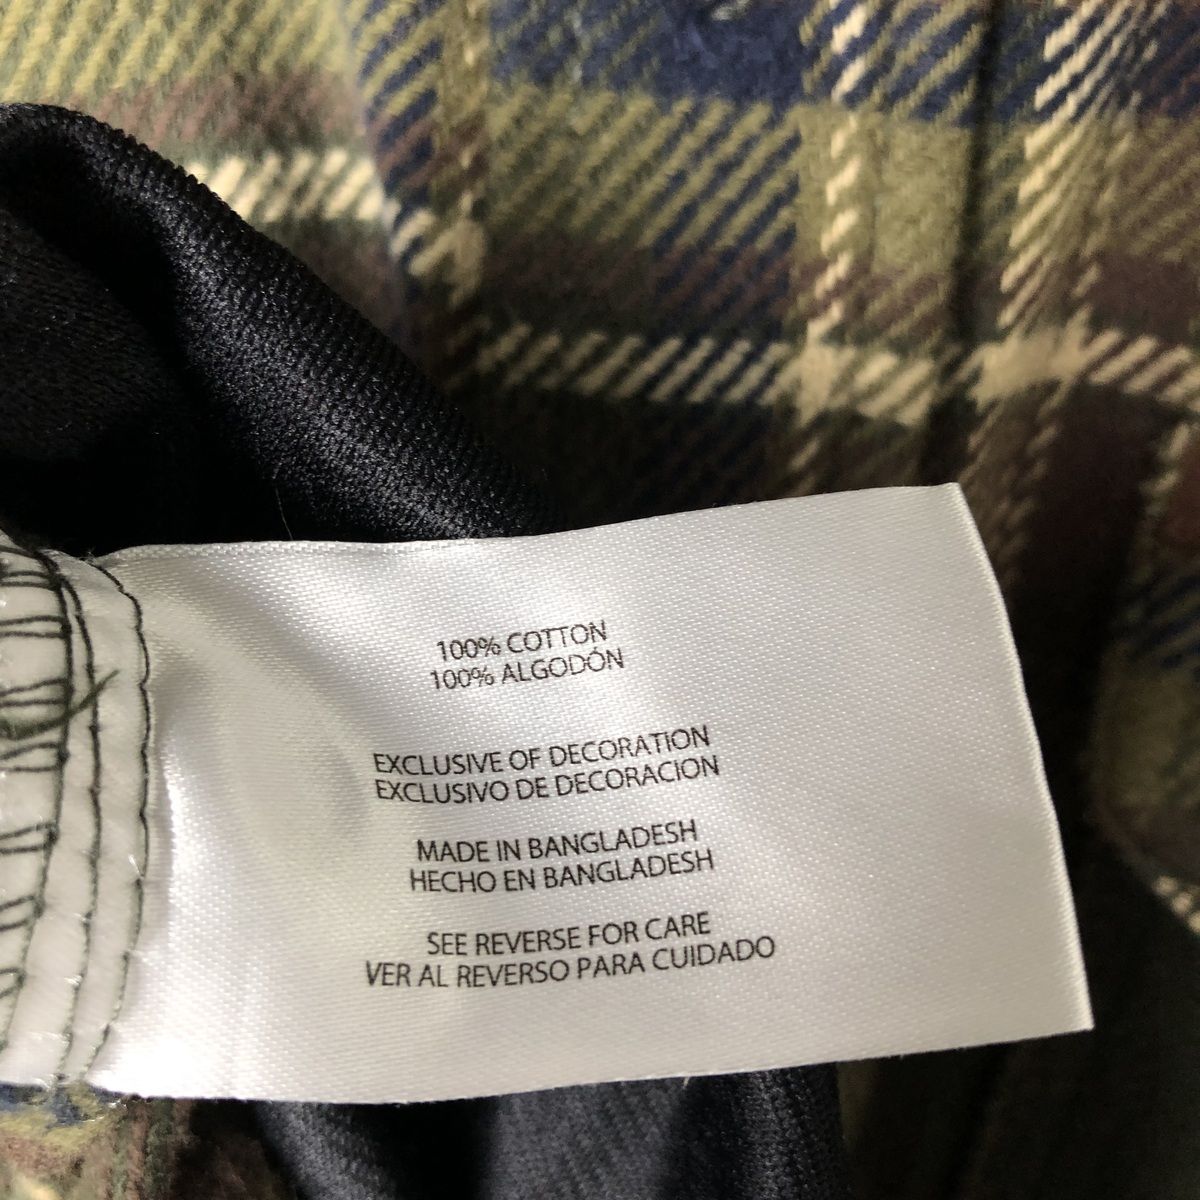 100% COTTON
100% ALGODÓN
EXCLUSIVE OF DECORATION
EXCLUSIVO DE DECORACION
MADE IN BANGLADESH
HECHO EN BANGLADESH
SEE REVERSE FOR CARE
VER AL REVERSO PARA CUIDADO